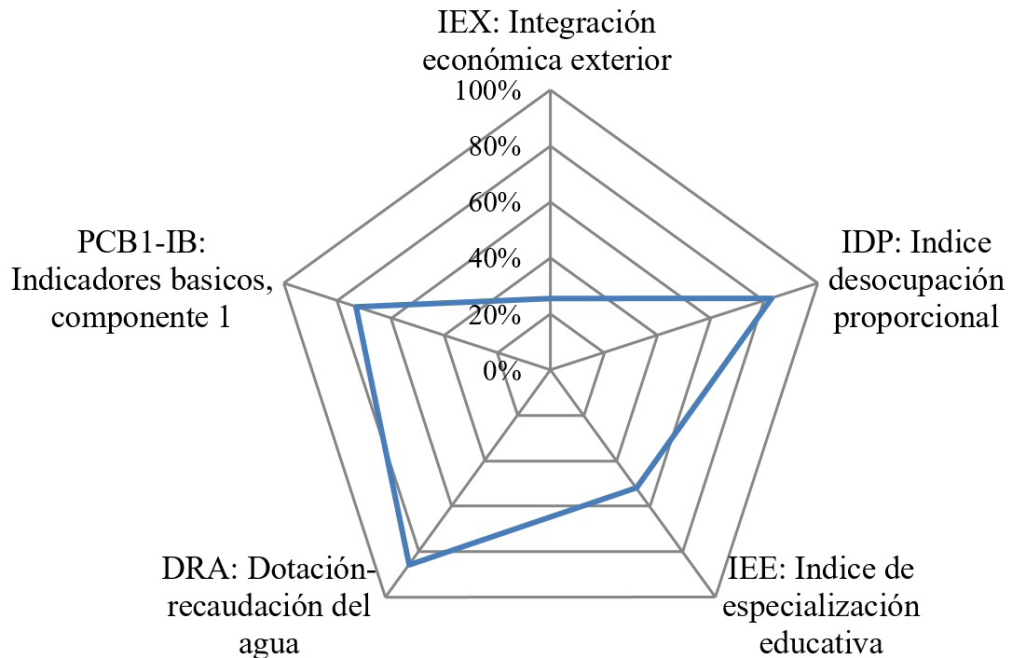 IEX: Integración
económica exterior
100%
80%
60%
40%
20%
0%
IDP: Indice
desocupación
proporcional
IEE: Indice de
especialización
educativa
DRA: Dotación-
recaudación del
agua
PCB1-IB:
Indicadores basicos,
componente 1